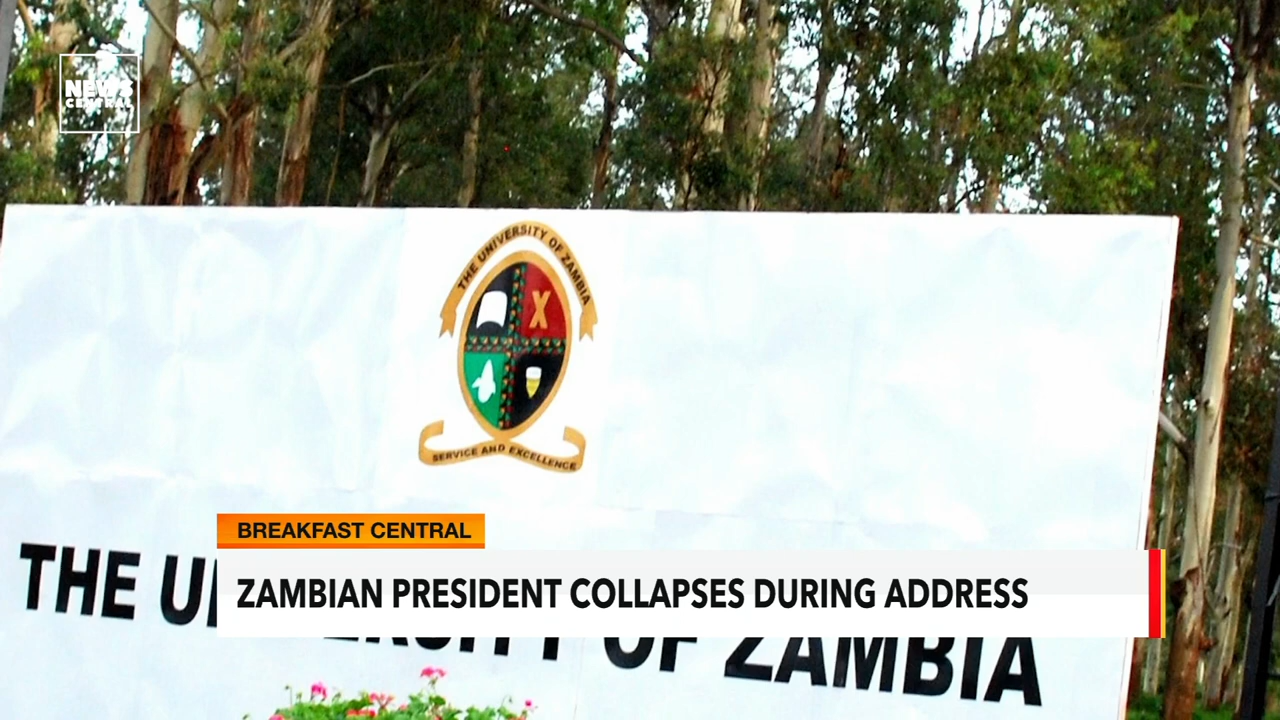 NEWS
CENTRAL
THE UNIVERSITY OF ZAMBIA
SERVICE AND EXCELLENCE
BREAKFAST CENTRAL
ZAMBIAN PRESIDENT COLLAPSES DURING ADDRESS
THE UNIVERSITY OF ZAMBIA